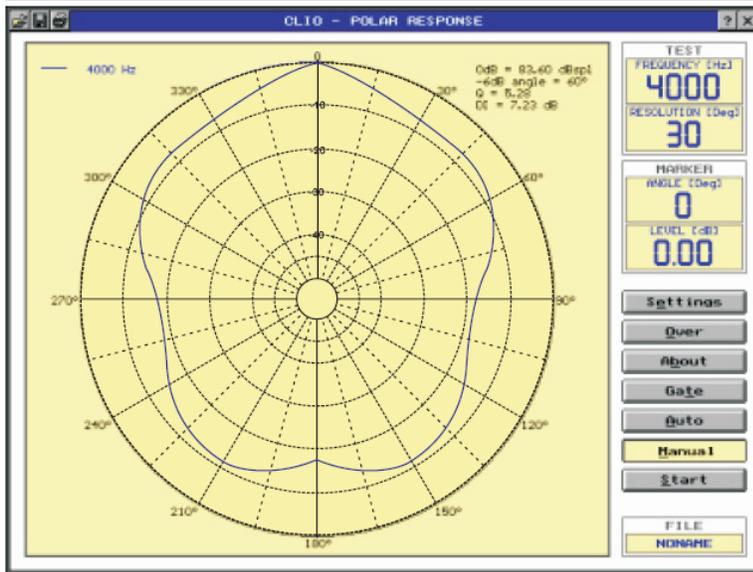 CLIO - POLAR RESPONSE
? X
4000 Hz
0dB = 83.60 dBspl
-6dB angle = 60°
Q = 5.28
DI = 7.23 dB
0
330°
30°
10
20
300°
60°
30
40
270°
90°
240°
120°
210°
150°
180°
TEST
FREQUENCY [Hz]
4000
RESOLUTION [Deg]
30
MARKER
ANGLE [Deg]
0
LEVEL [dB]
0.00
Settings
Over
About
Gate
Auto
Manual
Start
FILE
NONAME